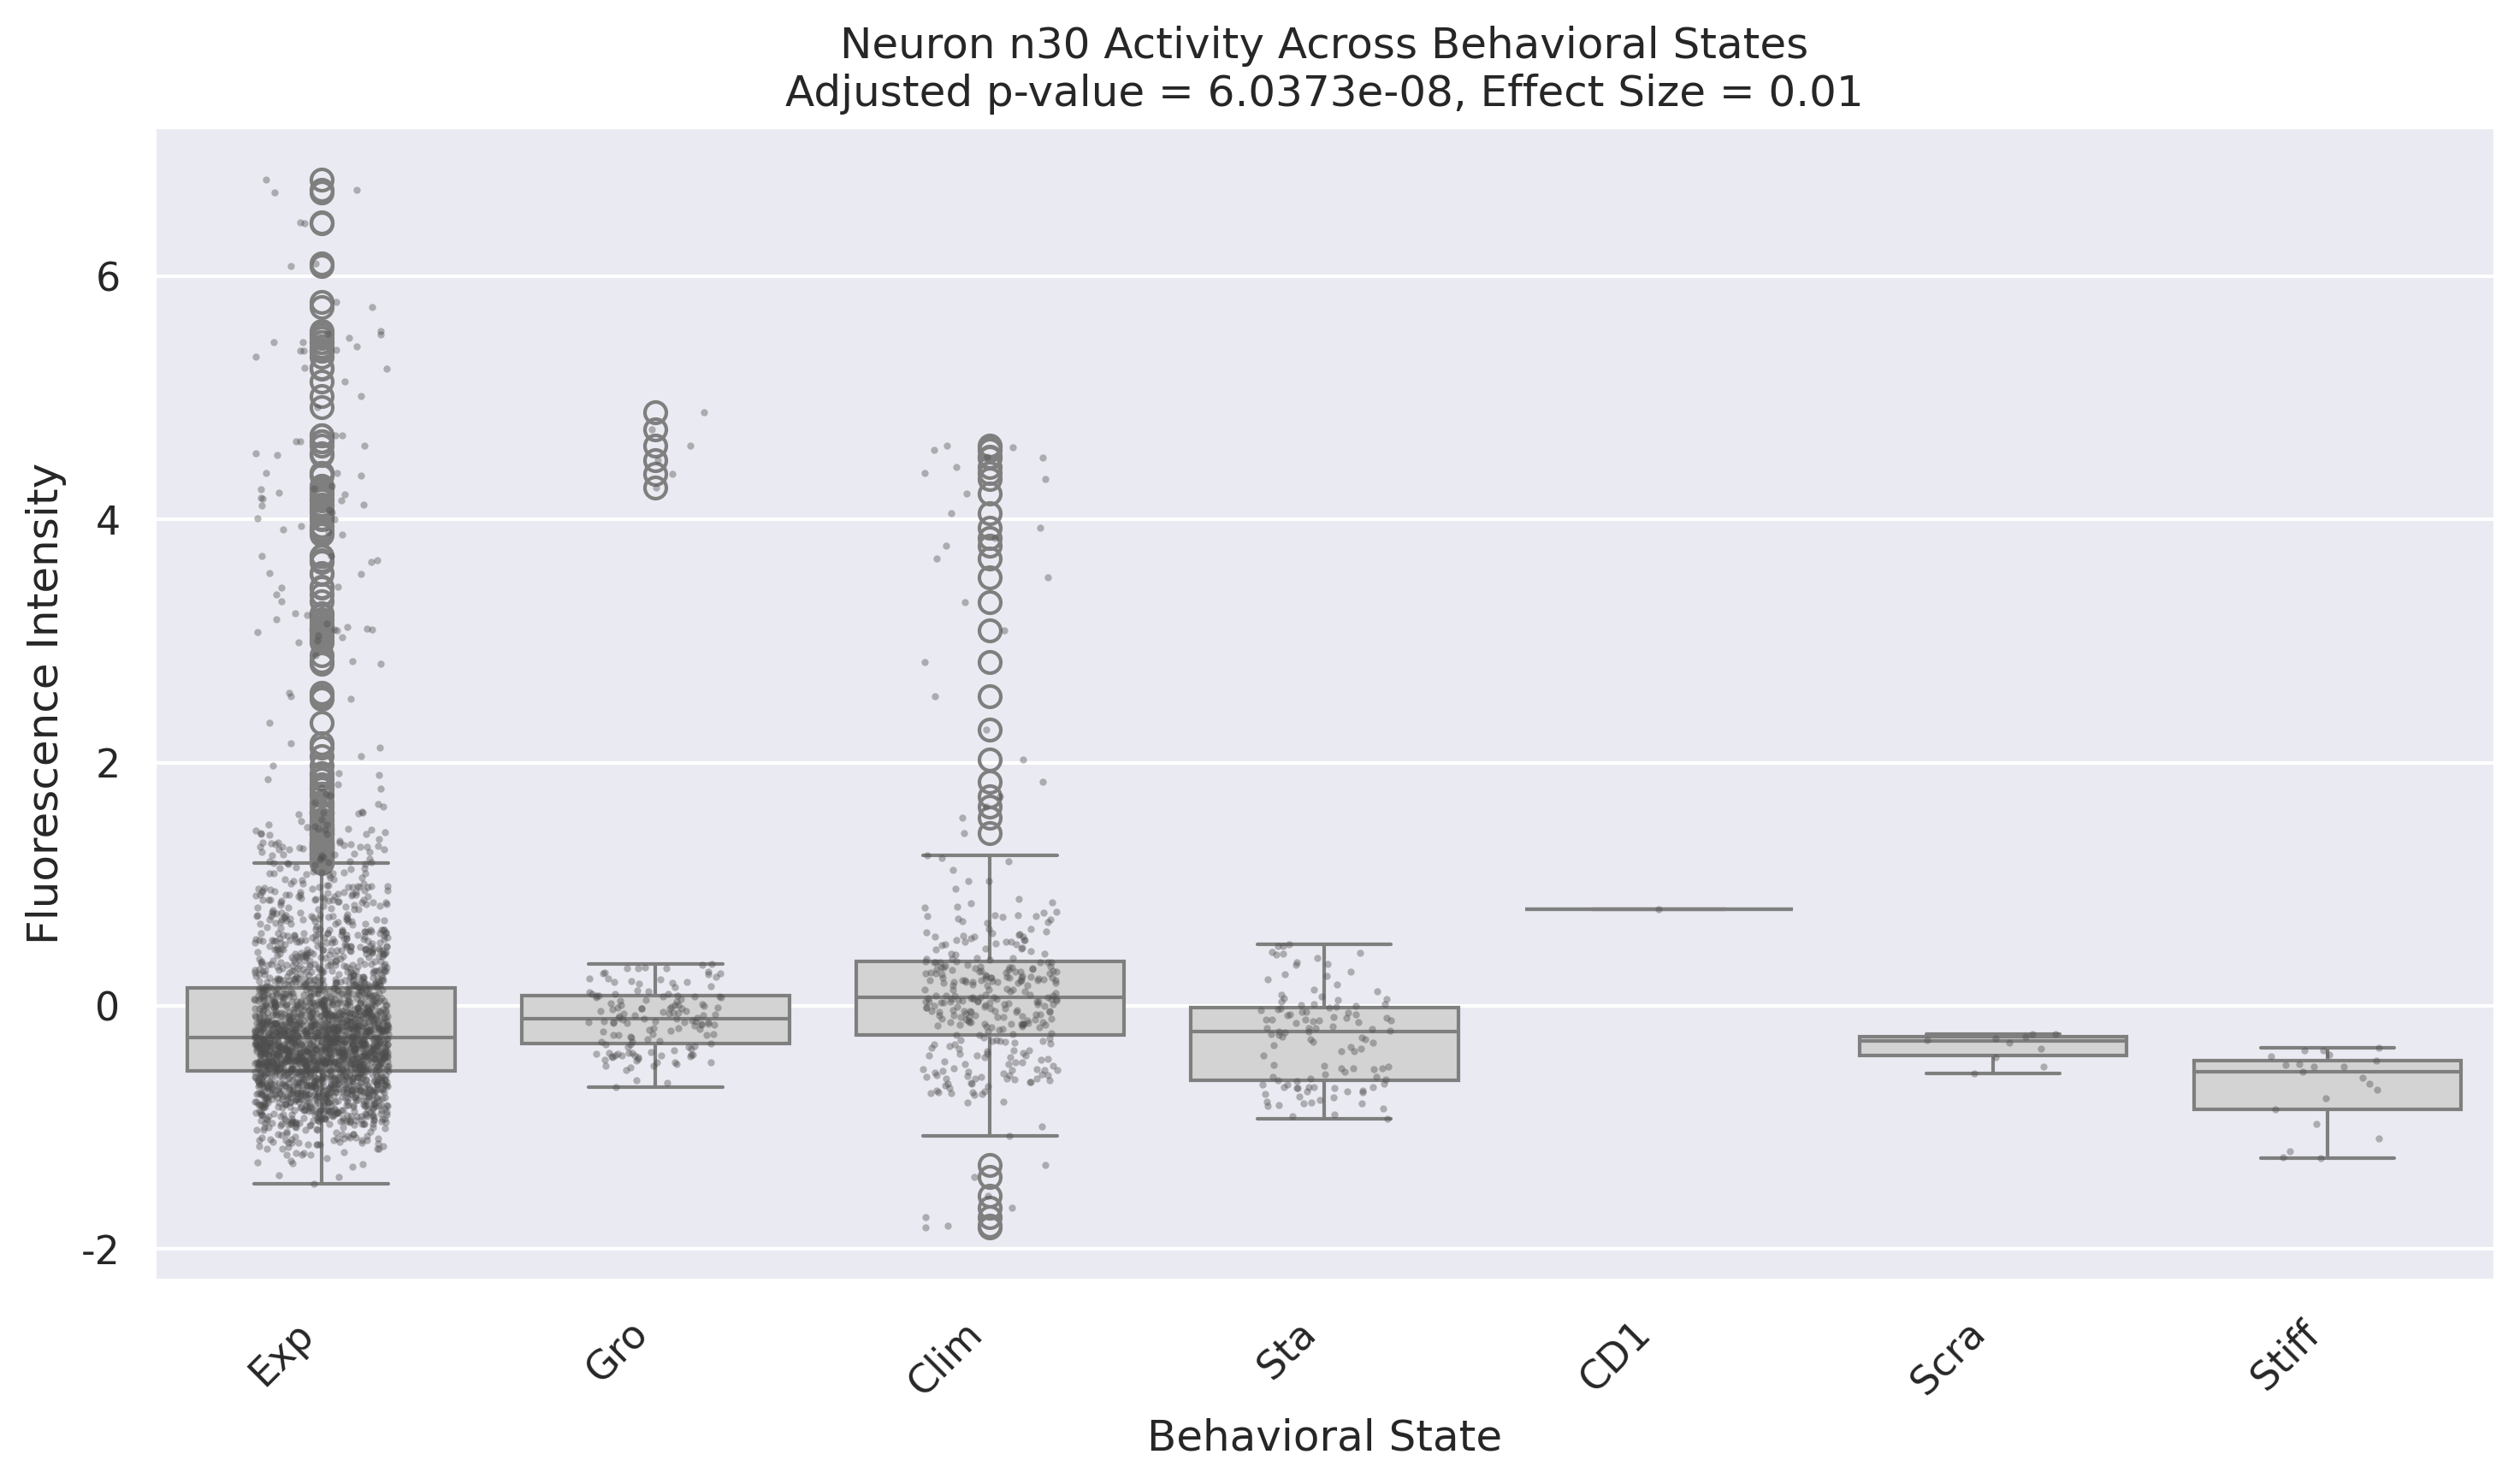 Neuron n30 Activity Across Behavioral States
Adjusted p-value = 6.0373e-08, Effect Size = 0.01
Fluorescence Intensity
6
4
2
0
-2
Exp
Gro
Clim
Sta
CD1
Scra
Stiff
Behavioral State